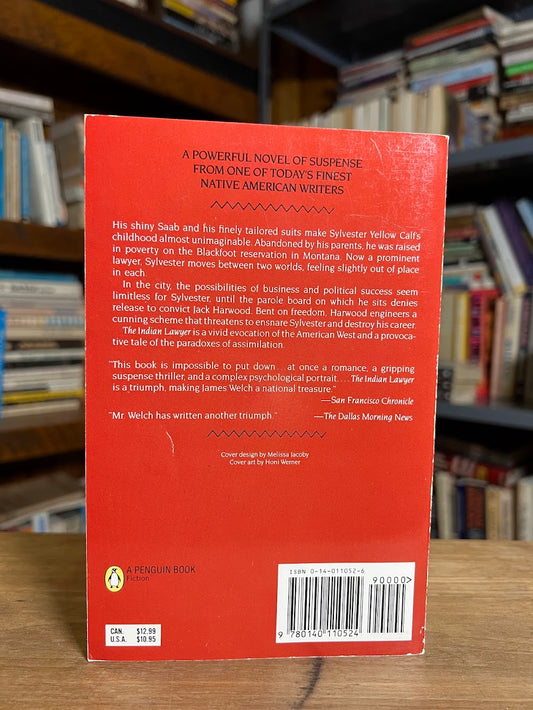 A POWERFUL NOVEL OF SUSPENSE
FROM ONE OF TODAY'S FINEST
NATIVE AMERICAN WRITERS
His shiny Saab and his finely tailored suits make Sylvester Yellow Calf's
childhood almost unimaginable. Abandoned by his parents, he was raised
in poverty on the Blackfoot reservation in Montana. Now a prominent
lawyer, Sylvester moves between two worlds, feeling slightly out of place
in each.
In the city, the possibilities of business and political success seem
limitless for Sylvester, until the parole board on which he sits denies
release to convict Jack Harwood. Bent on freedom, Harwood engineers a
cunning scheme that threatens to ensnare Sylvester and destroy his career.
The Indian Lawyer is a vivid evocation of the American West and a provoca-
tive tale of the paradoxes of assimilation.
"This book is impossible to put down...at once a romance, a gripping
suspense thriller, and a complex psychological portrait.... The Indian Lawyer
is a triumph, making James Welch a national treasure."
—San Francisco Chronicle
"Mr. Welch has written another triumph." —The Dallas Morning News
Cover design by Melissa Jacoby
Cover art by Honi Werner
A PENGUIN BOOK
Fiction
CAN. $12.99
U.S.A. $10.95
ISBN 0-14-011052-6
90000>
9 780140 110524